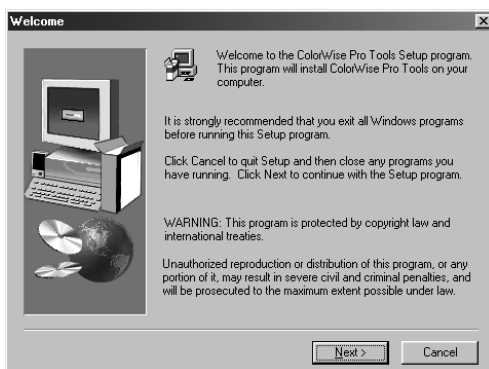 Welcome
Welcome to the ColorWise Pro Tools Setup program.
This program will install ColorWise Pro Tools on your
computer.
It is strongly recommended that you exit all Windows programs
before running this Setup program.
Click Cancel to quit Setup and then close any programs you
have running. Click Next to continue with the Setup program.
WARNING: This program is protected by copyright law and
international treaties.
Unauthorized reproduction or distribution of this program, or any
portion of it, may result in severe civil and criminal penalties, and
will be prosecuted to the maximum extent possible under law.
Next >
Cancel